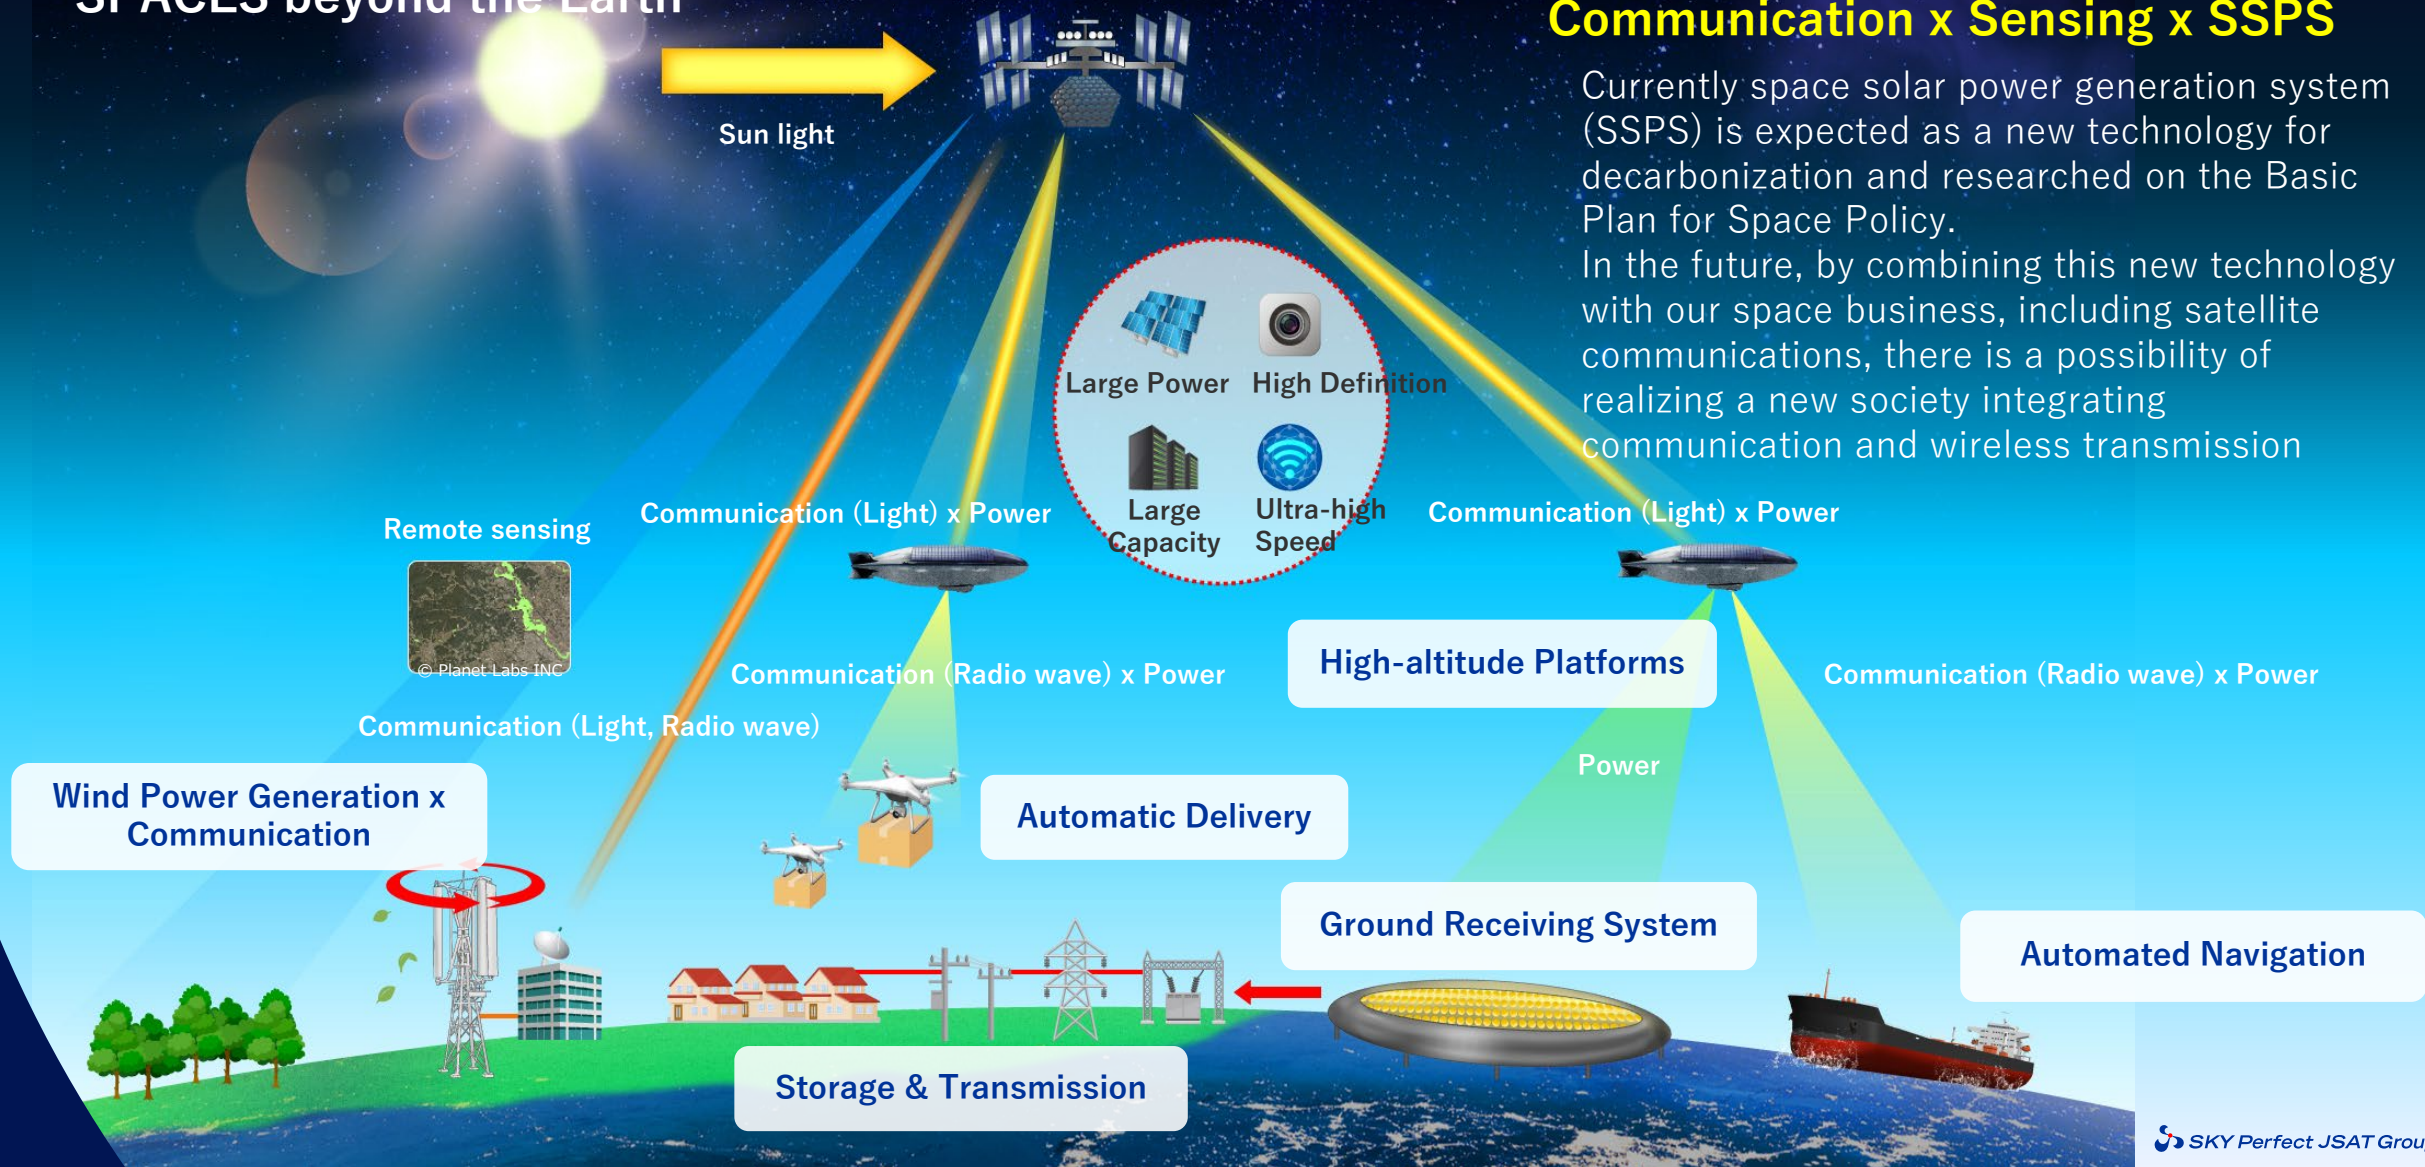 SPACES beyond the Earth
Communication x Sensing x SSPS
Currently space solar power generation system
(SSPS) is expected as a new technology for
decarbonization and researched on the Basic
Plan for Space Policy.
In the future, by combining this new technology
with our space business, including satellite
communications, there is a possibility of
realizing a new society integrating
communication and wireless transmission
Sun light
Large Power
High Definition
Large
Capacity
Ultra-high
Speed
Remote sensing
© Planet Labs INC
Communication (Light) x Power
Communication (Light) x Power
Communication (Radio wave) x Power
High-altitude Platforms
Communication (Radio wave) x Power
Communication (Light, Radio wave)
Power
Wind Power Generation x
Communication
Automatic Delivery
Ground Receiving System
Automated Navigation
Storage & Transmission
SKY Perfect JSAT Grou